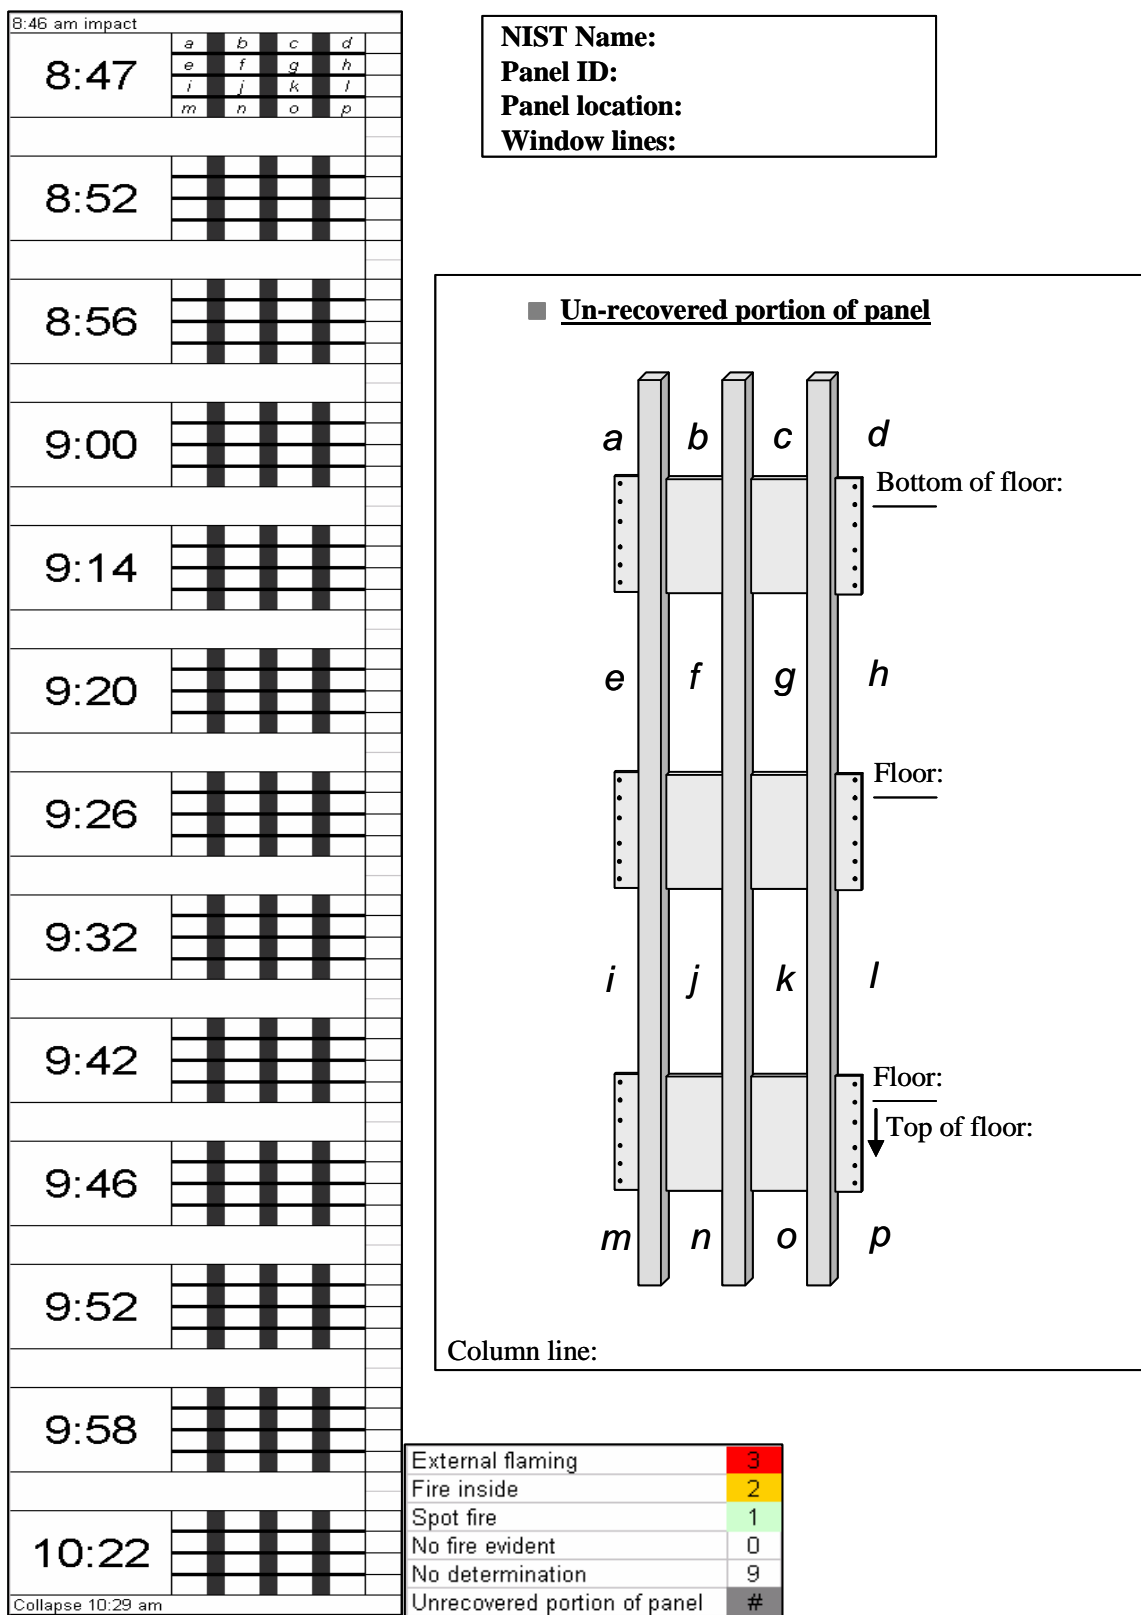 8:46 am impact
8:47
a b c d
e f g h
i j k l
m n o p
8:52
8:56
9:00
9:14
9:20
9:26
9:32
9:42
9:46
9:52
9:58
10:22
Collapse 10:29 am
NIST Name:
Panel ID:
Panel location:
Window lines:
Un-recovered portion of panel
a b c d
Bottom of floor:
e f g h
Floor:
i j k l
Floor:
Top of floor:
m n o p
Column line:
External flaming 3
Fire inside 2
Spot fire 1
No fire evident 0
No determination 9
Unrecovered portion of panel #